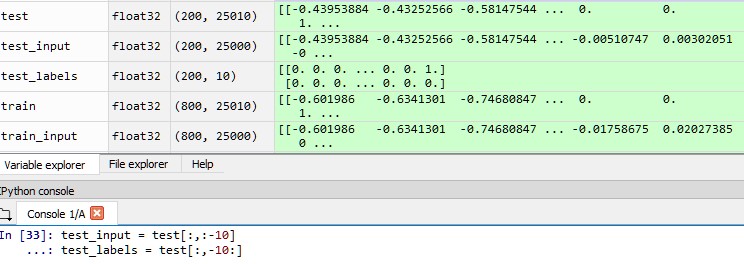 test float32 (200, 25010) [[-0.43953884 -0.43252566 -0.58147544 ... 0. 0.
1. ...
test_input float32 (200, 25000) [[-0.43953884 -0.43252566 -0.58147544 ... -0.00510747 0.00302051
-0 ...
test_labels float32 (200, 10) [[0. 0. 0. ... 0. 0. 1.]
[0. 0. 0. ... 0. 0. 0.]
train float32 (800, 25010) [[-0.601986 -0.6341301 -0.74680847 ... 0. 0.
1. ...
train_input float32 (800, 25000) [[-0.601986 -0.6341301 -0.74680847 ... -0.01758675 0.02027385
0 ...
Variable explorer File explorer Help
IPython console
Console 1/A
In [33]: test_input = test[:,:-10]
...: test_labels = test[:,-10:]